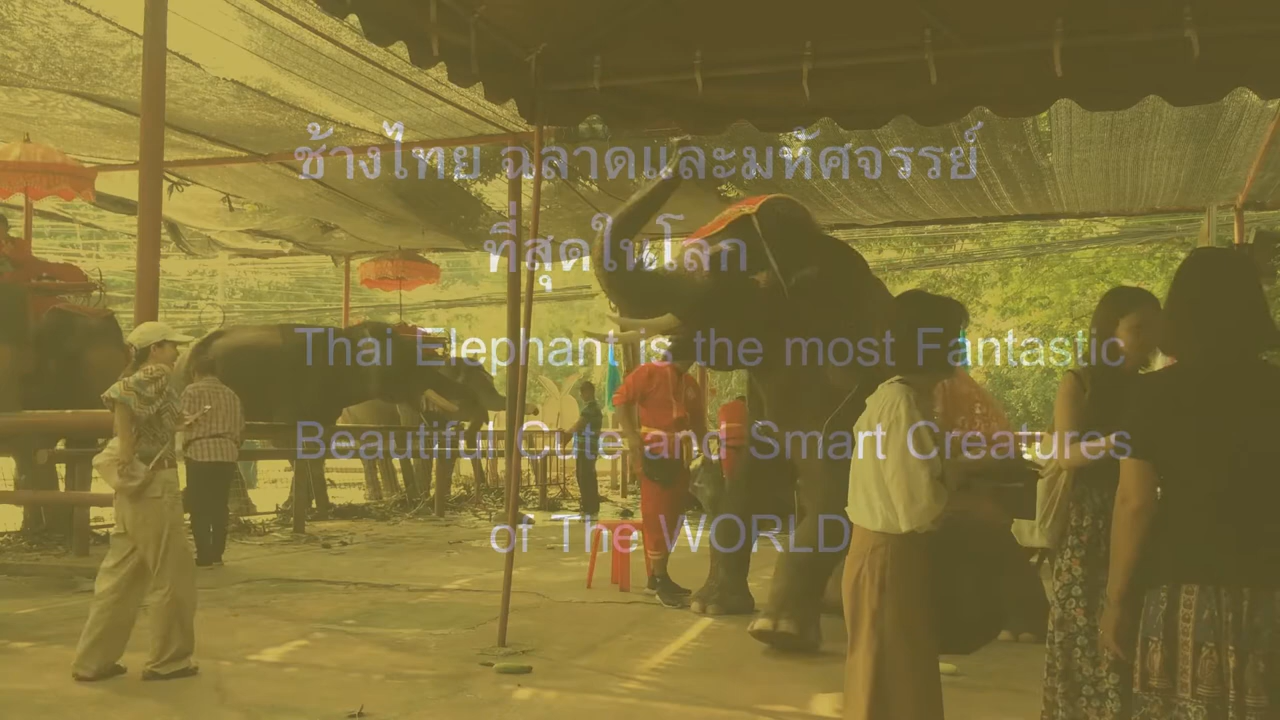 ช้างไทย ฉลาดและมหัศจรรย์
ที่สุดในโลก
Thai Elephant is the most Fantastic
Beautiful Cute and Smart Creatures
of The WORLD